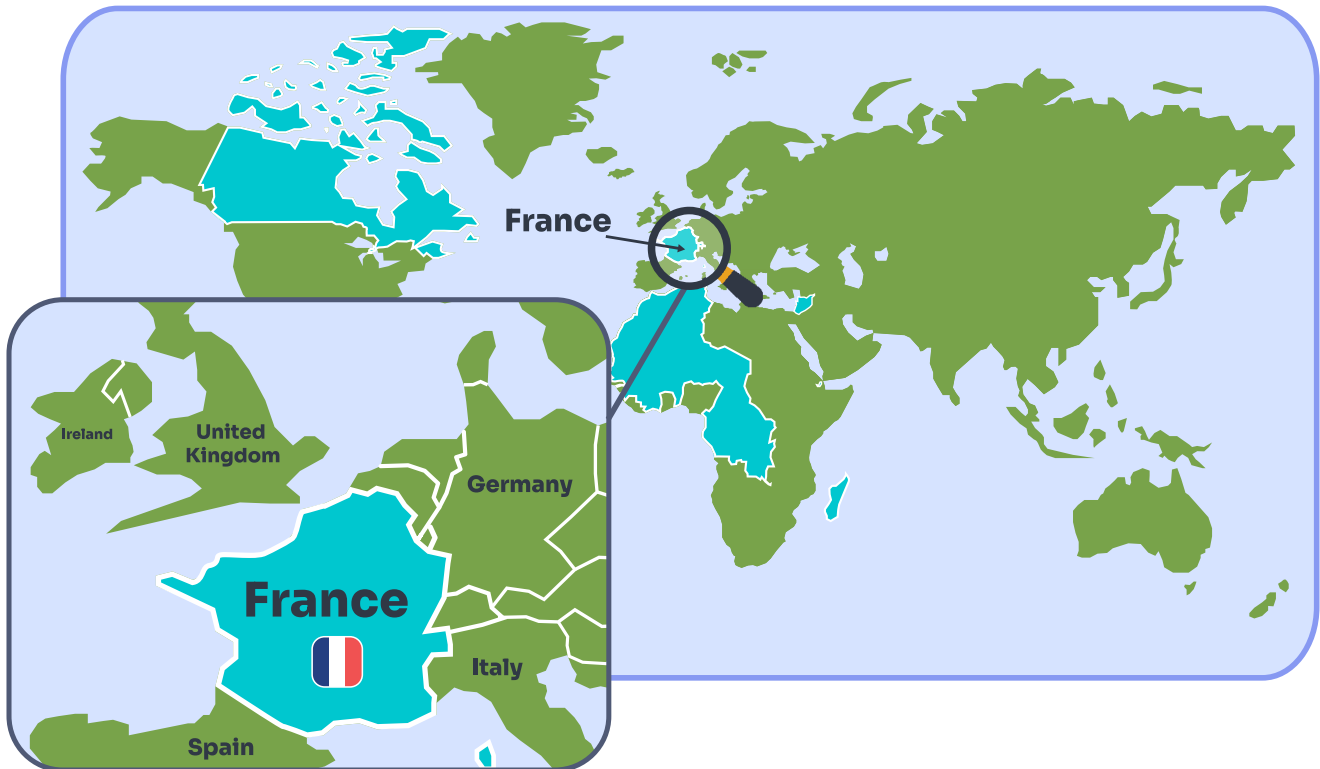 France
Ireland
United
Kingdom
Germany
France
Italy
Spain